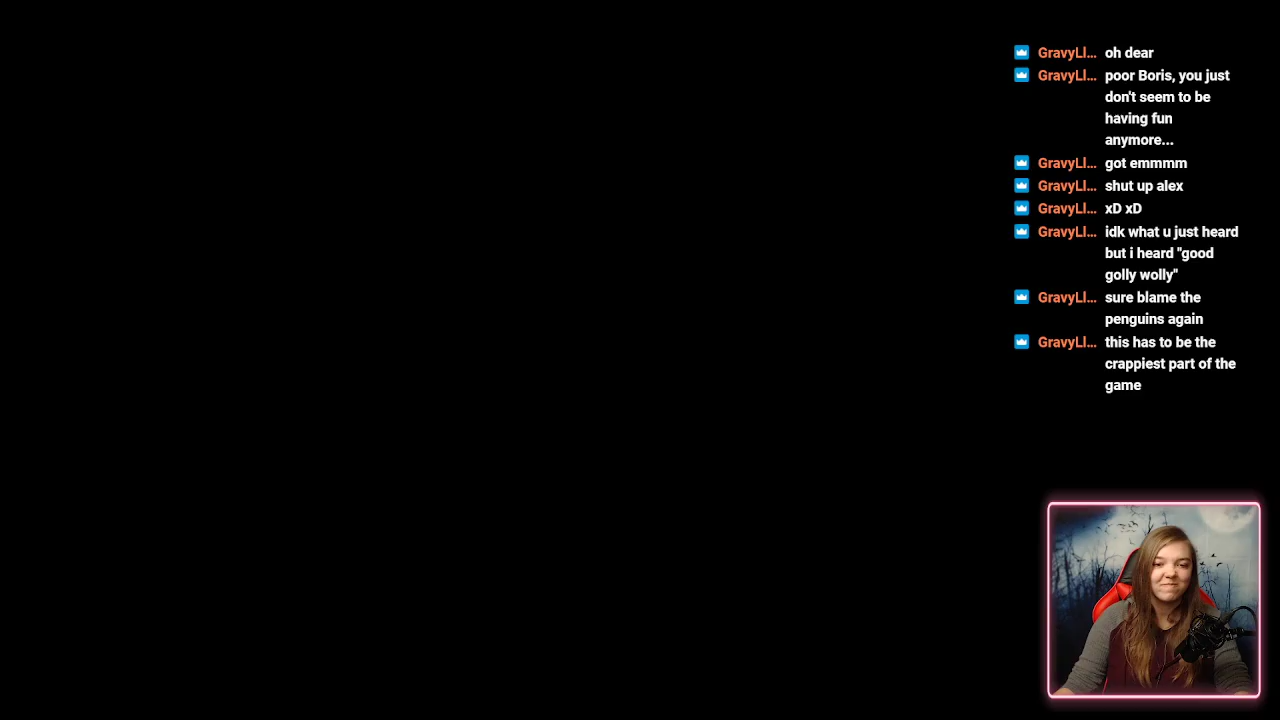 GravyLl... oh dear
GravyLl... poor Boris, you just
don't seem to be
having fun
anymore...
GravyLl... got emmmm
GravyLl... shut up alex
GravyLl... xD xD
GravyLl... idk what u just heard
but i heard "good
golly wolly"
GravyLl... sure blame the
penguins again
GravyLl... this has to be the
crappiest part of the
game